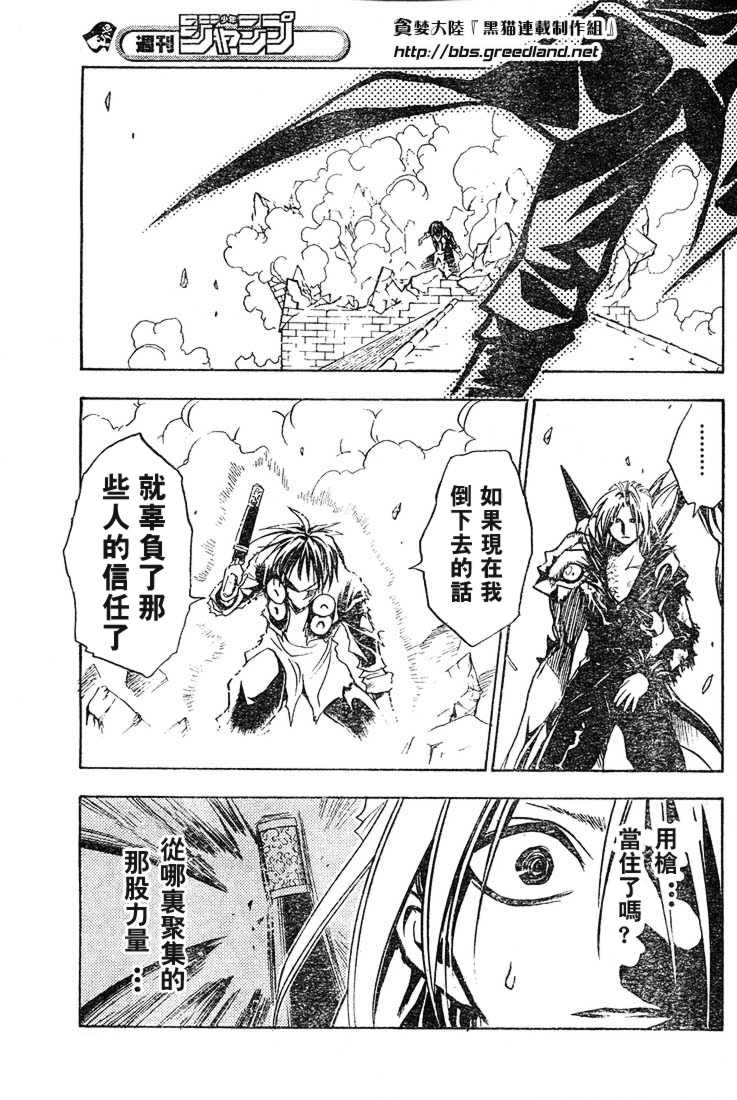 週刊少年ジャンプ
貪婪大陸『黑猫連載制作組』
http://bbs.greedland.net
………
如果現在我
倒下去的話
就辜負了那
些人的信任了
用槍…
當住了嗎？
從哪裏聚集的
那股力量…